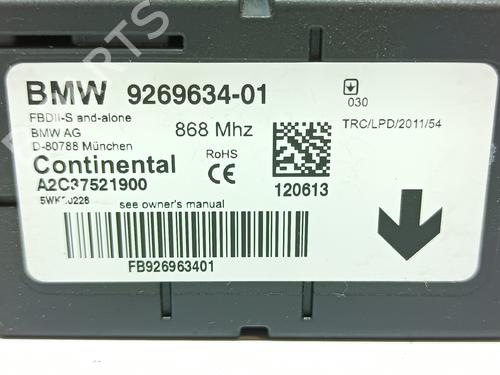 BMW 9269634-01
FBDII-S and-alone
BMW AG
D-80788 München
868 Mhz
Continental
A2C37521900
RoHS
CE
see owner's manual
FB926963401
030
TRC/LPD/2011/54
120613